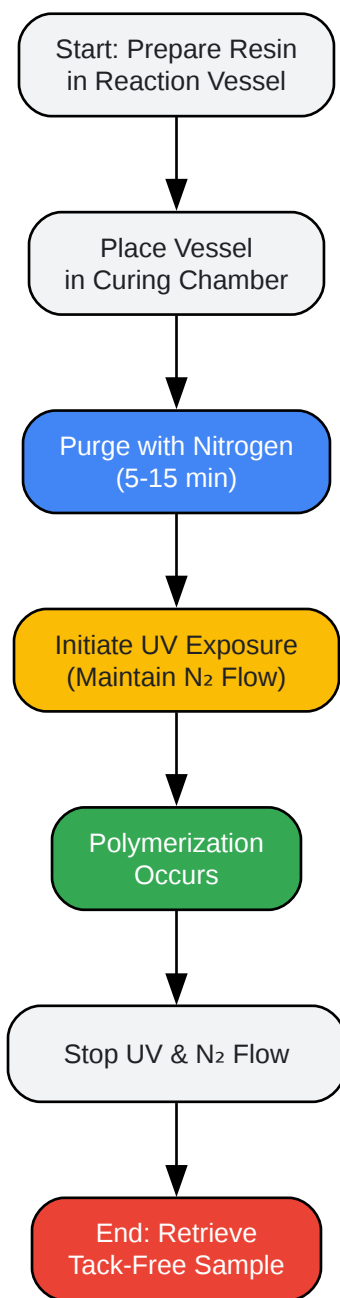 Start: Prepare Resin
in Reaction Vessel
Place Vessel
in Curing Chamber
Purge with Nitrogen
(5-15 min)
Initiate UV Exposure
(Maintain N₂ Flow)
Polymerization
Occurs
Stop UV & N₂ Flow
End: Retrieve
Tack-Free Sample